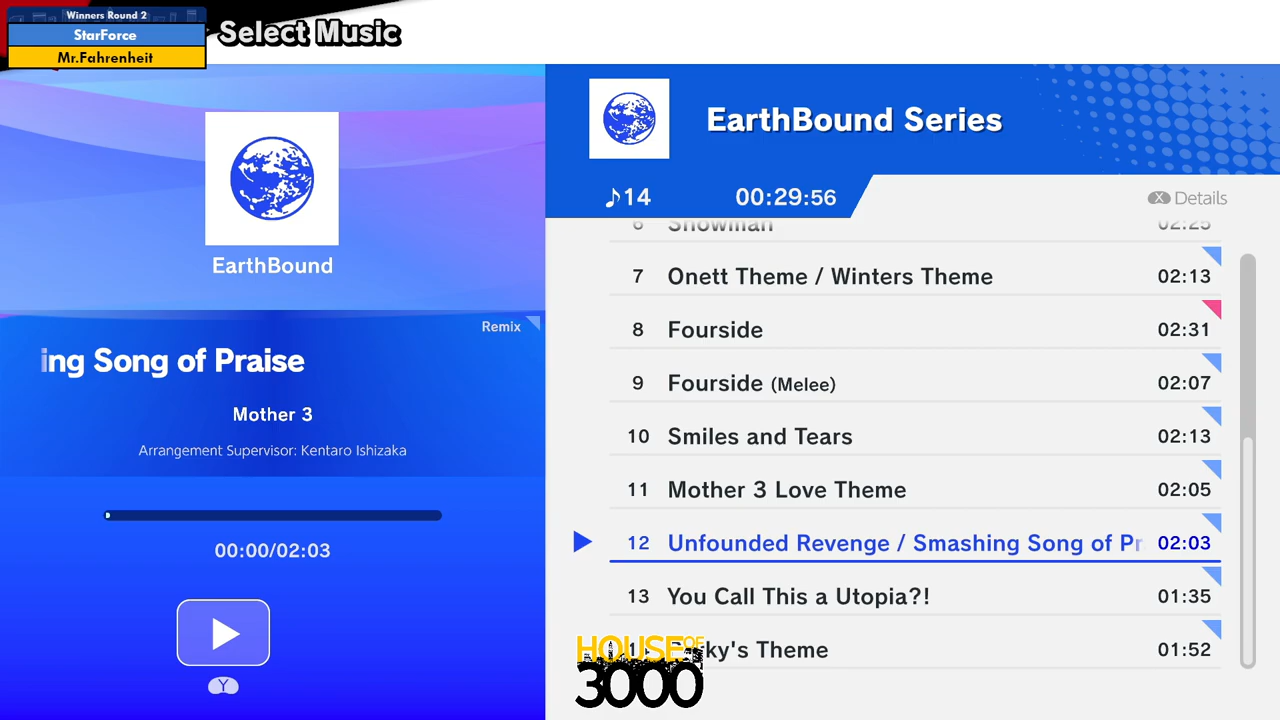 Winners Round 2
StarForce
Mr.Fahrenheit
Select Music
EarthBound
Remix
ing Song of Praise
Mother 3
Arrangement Supervisor: Kentaro Ishizaka
00:00/02:03
Y
EarthBound Series
♪14 00:29:56
X Details
6 Snowman 02:25
7 Onett Theme / Winters Theme 02:13
8 Fourside 02:31
9 Fourside (Melee) 02:07
10 Smiles and Tears 02:13
11 Mother 3 Love Theme 02:05
12 Unfounded Revenge / Smashing Song of Pr 02:03
13 You Call This a Utopia?! 01:35
ky's Theme 01:52
HOUSE OF
3000